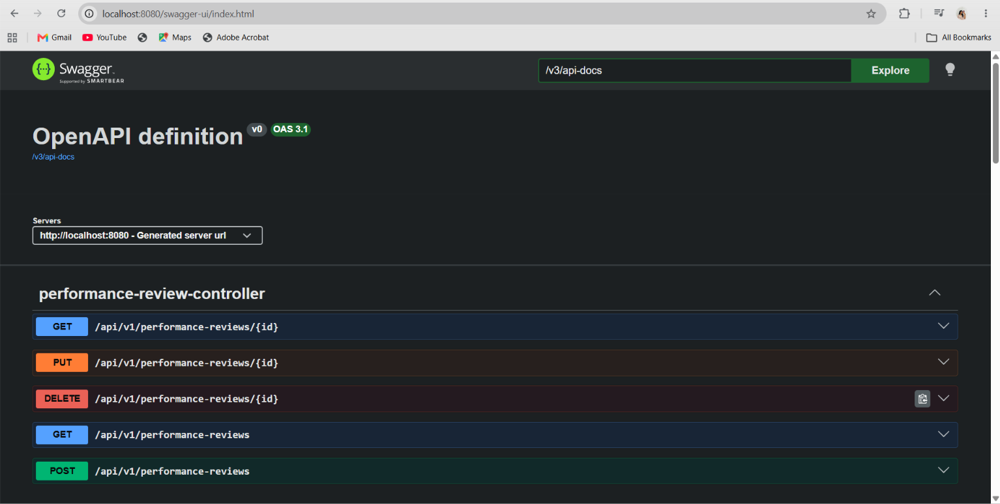 localhost:8080/swagger-ui/index.html
Gmail YouTube Maps Adobe Acrobat All Bookmarks
{···} Swagger™
Supported by SMARTBEAR
/v3/api-docs Explore
OpenAPI definition v0 OAS 3.1
/v3/api-docs
Servers
http://localhost:8080 - Generated server url
performance-review-controller
GET /api/v1/performance-reviews/{id}
PUT /api/v1/performance-reviews/{id}
DELETE /api/v1/performance-reviews/{id}
GET /api/v1/performance-reviews
POST /api/v1/performance-reviews